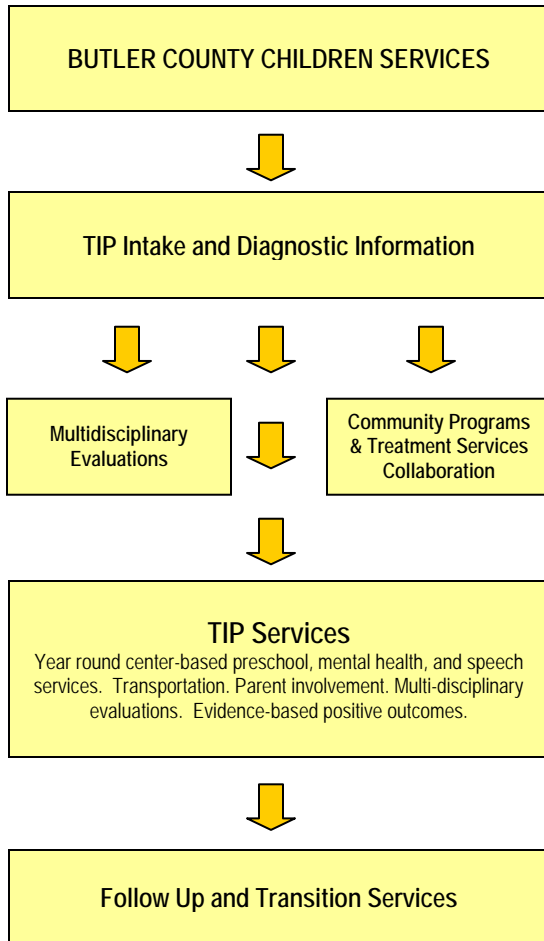 BUTLER COUNTY CHILDREN SERVICES
TIP Intake and Diagnostic Information
Multidisciplinary
Evaluations
Community Programs
& Treatment Services
Collaboration
TIP Services
Year round center-based preschool, mental health, and speech
services. Transportation. Parent involvement. Multi-disciplinary
evaluations. Evidence-based positive outcomes.
Follow Up and Transition Services